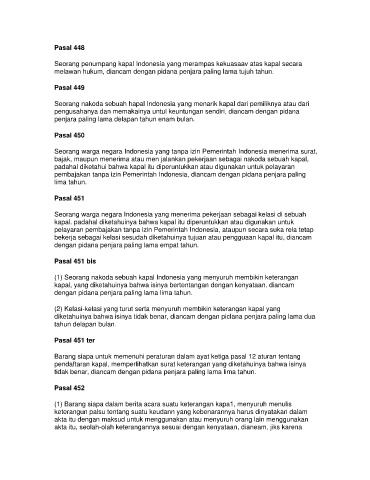 Pasal 448
Seorang penumpang kapal Indonesia yang merampas kekuasaav atas kapal secara
melawan hukum, diancam dengan pidana penjara paling lama tujuh tahun.
Pasal 449
Seorang nakoda sebuah hapal Indonesia yang menarik kapal dari pemiliknya atau dari
pengusahanya dan memakainya untul keuntungan sendiri, diancam dengan pidana
penjara paling lama delapan tahun enam bulan.
Pasal 450
Seorang warga negara Indonesia yang tanpa izin Pemerintah Indonesia menerima surat,
bajak, maupun menerima atau men jalankan pekerjaan sebagai nakoda sebuah kapal,
padahal diketahui bahwa kapal itu diperuntukkan atau digunakan untuk pelayaran
pembajakan tanpa izin Pemerintah Indonesia, diancam dengan pidana penjara paling
lima tahun.
Pasal 451
Seorang warga negara Indonesia yang menerima pekerjaan sebagai kelasi di sebuah
kapal. padahal diketahuinya bahwa kapal itu diperuntukkan atau digunakan untuk
pelayaran pembajakan tanpa izin Pemerintah Indonesia, ataupun secara suka rela tetap
bekerja sebagai kelasi sesudah diketahuinya tujuan atau pengguaan kapal itu, diancam
dengan pidana penjara paling lama empat tahun.
Pasal 451 bis
(1) Seorang nakoda sebuah kapal Indonesia yang menyuruh membikin keterangan
kapal, yang diketahuinya bahwa isinya bertentangan dengan kenyataan, diancam
dengan pidana penjara paling lama lima tahun.
(2) Kelasi-kelasi yang turut serta menyuruh membikin keterangan kapal yang
diketahuinya bahwa isinya tidak benar, diancam dengan pidana penjara paling lama dua
tahun delapan bulan.
Pasal 451 ter
Barang siapa untuk memenuhi peraturan dalam ayat ketiga pasal 12 aturan tentang
pendaftaran kapal, memperlihatkan surat keterangan yang diketahuinya bahwa isinya
tidak benar, diancam dengan pidana penjara paling lama lima tahun.
Pasal 452
(1) Barang siapa dalam berita acara suatu keterangan kapa1, menyuruh menulis
keterangun palsu tentang suatu keudann yang kebenarannya harus dinyatakan dalam
akta itu dengan maksud untuk menggunakan atau menyuruh orang lain menggunakan
akta itu, seolah-olah keterangannya sesuai dengan kenyataan, dianeam, jiks karena